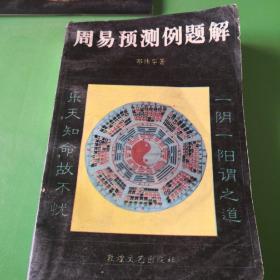 周易预测例题解
邵伟华著
一阴一阳谓之道
乐天知命故不忧
敦煌文艺出版社